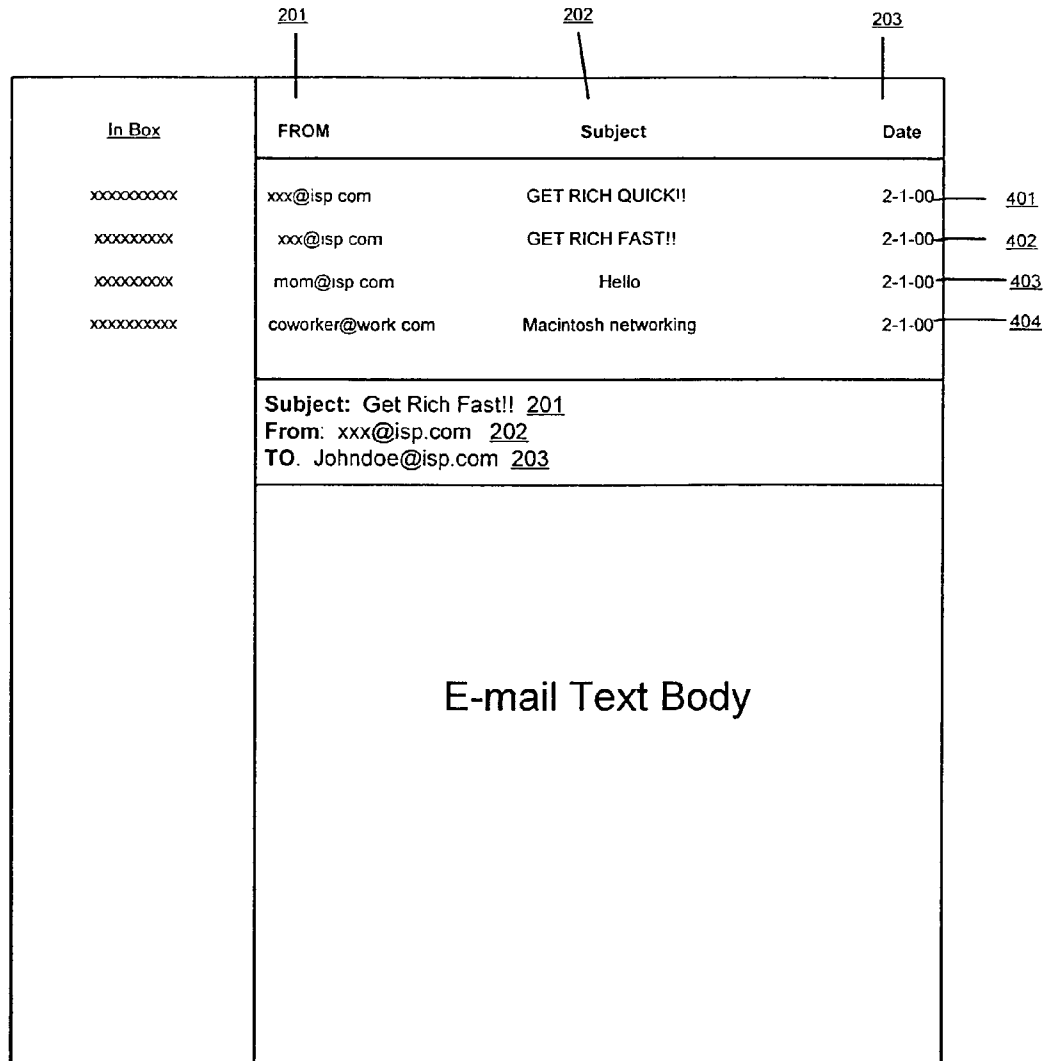 201 202 203
In Box FROM Subject Date
xxxxxxxxxx xxx@isp com GET RICH QUICK!! 2-1-00 401
xxxxxxxxx xxx@isp com GET RICH FAST!! 2-1-00 402
xxxxxxxxx mom@isp com Hello 2-1-00 403
xxxxxxxxxx coworker@work com Macintosh networking 2-1-00 404
Subject: Get Rich Fast!! 201
From: xxx@isp.com 202
TO. Johndoe@isp.com 203
E-mail Text Body